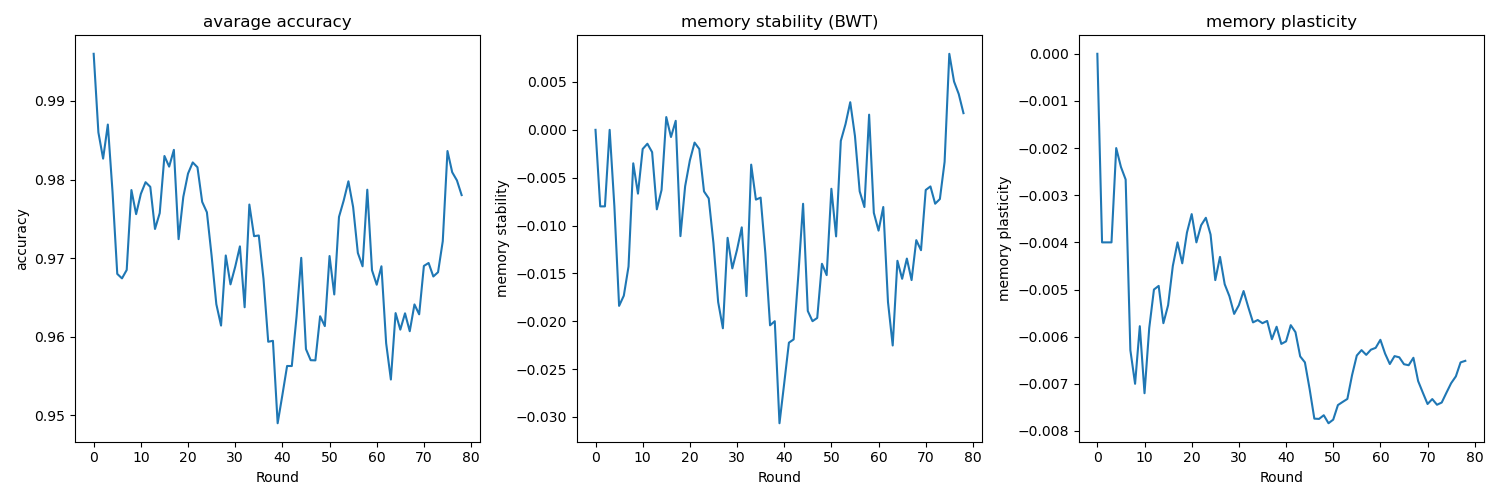 avarage accuracy
accuracy
0.99
0.98
0.97
0.96
0.95
0 10 20 30 40 50 60 70 80
Round
memory stability (BWT)
memory stability
0.005
0.000
−0.005
−0.010
−0.015
−0.020
−0.025
−0.030
0 10 20 30 40 50 60 70 80
Round
memory plasticity
memory plasticity
0.000
−0.001
−0.002
−0.003
−0.004
−0.005
−0.006
−0.007
−0.008
0 10 20 30 40 50 60 70 80
Round